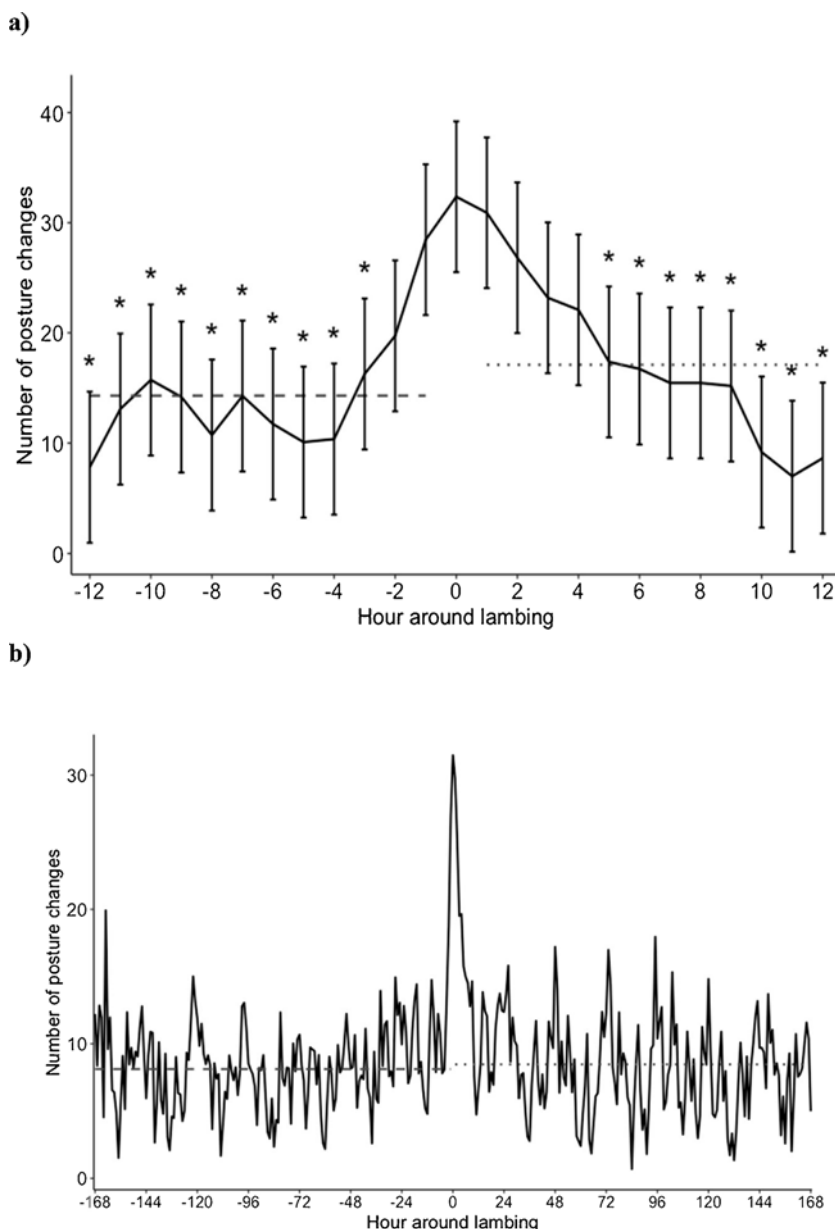 a)
Number of posture changes
40
30
20
10
0
* * * * * * * * * * * * * * * * * *
-12 -10 -8 -6 -4 -2 0 2 4 6 8 10 12
Hour around lambing
b)
Number of posture changes
30
20
10
0
-168 -144 -120 -96 -72 -48 -24 0 24 48 72 96 120 144 168
Hour around lambing